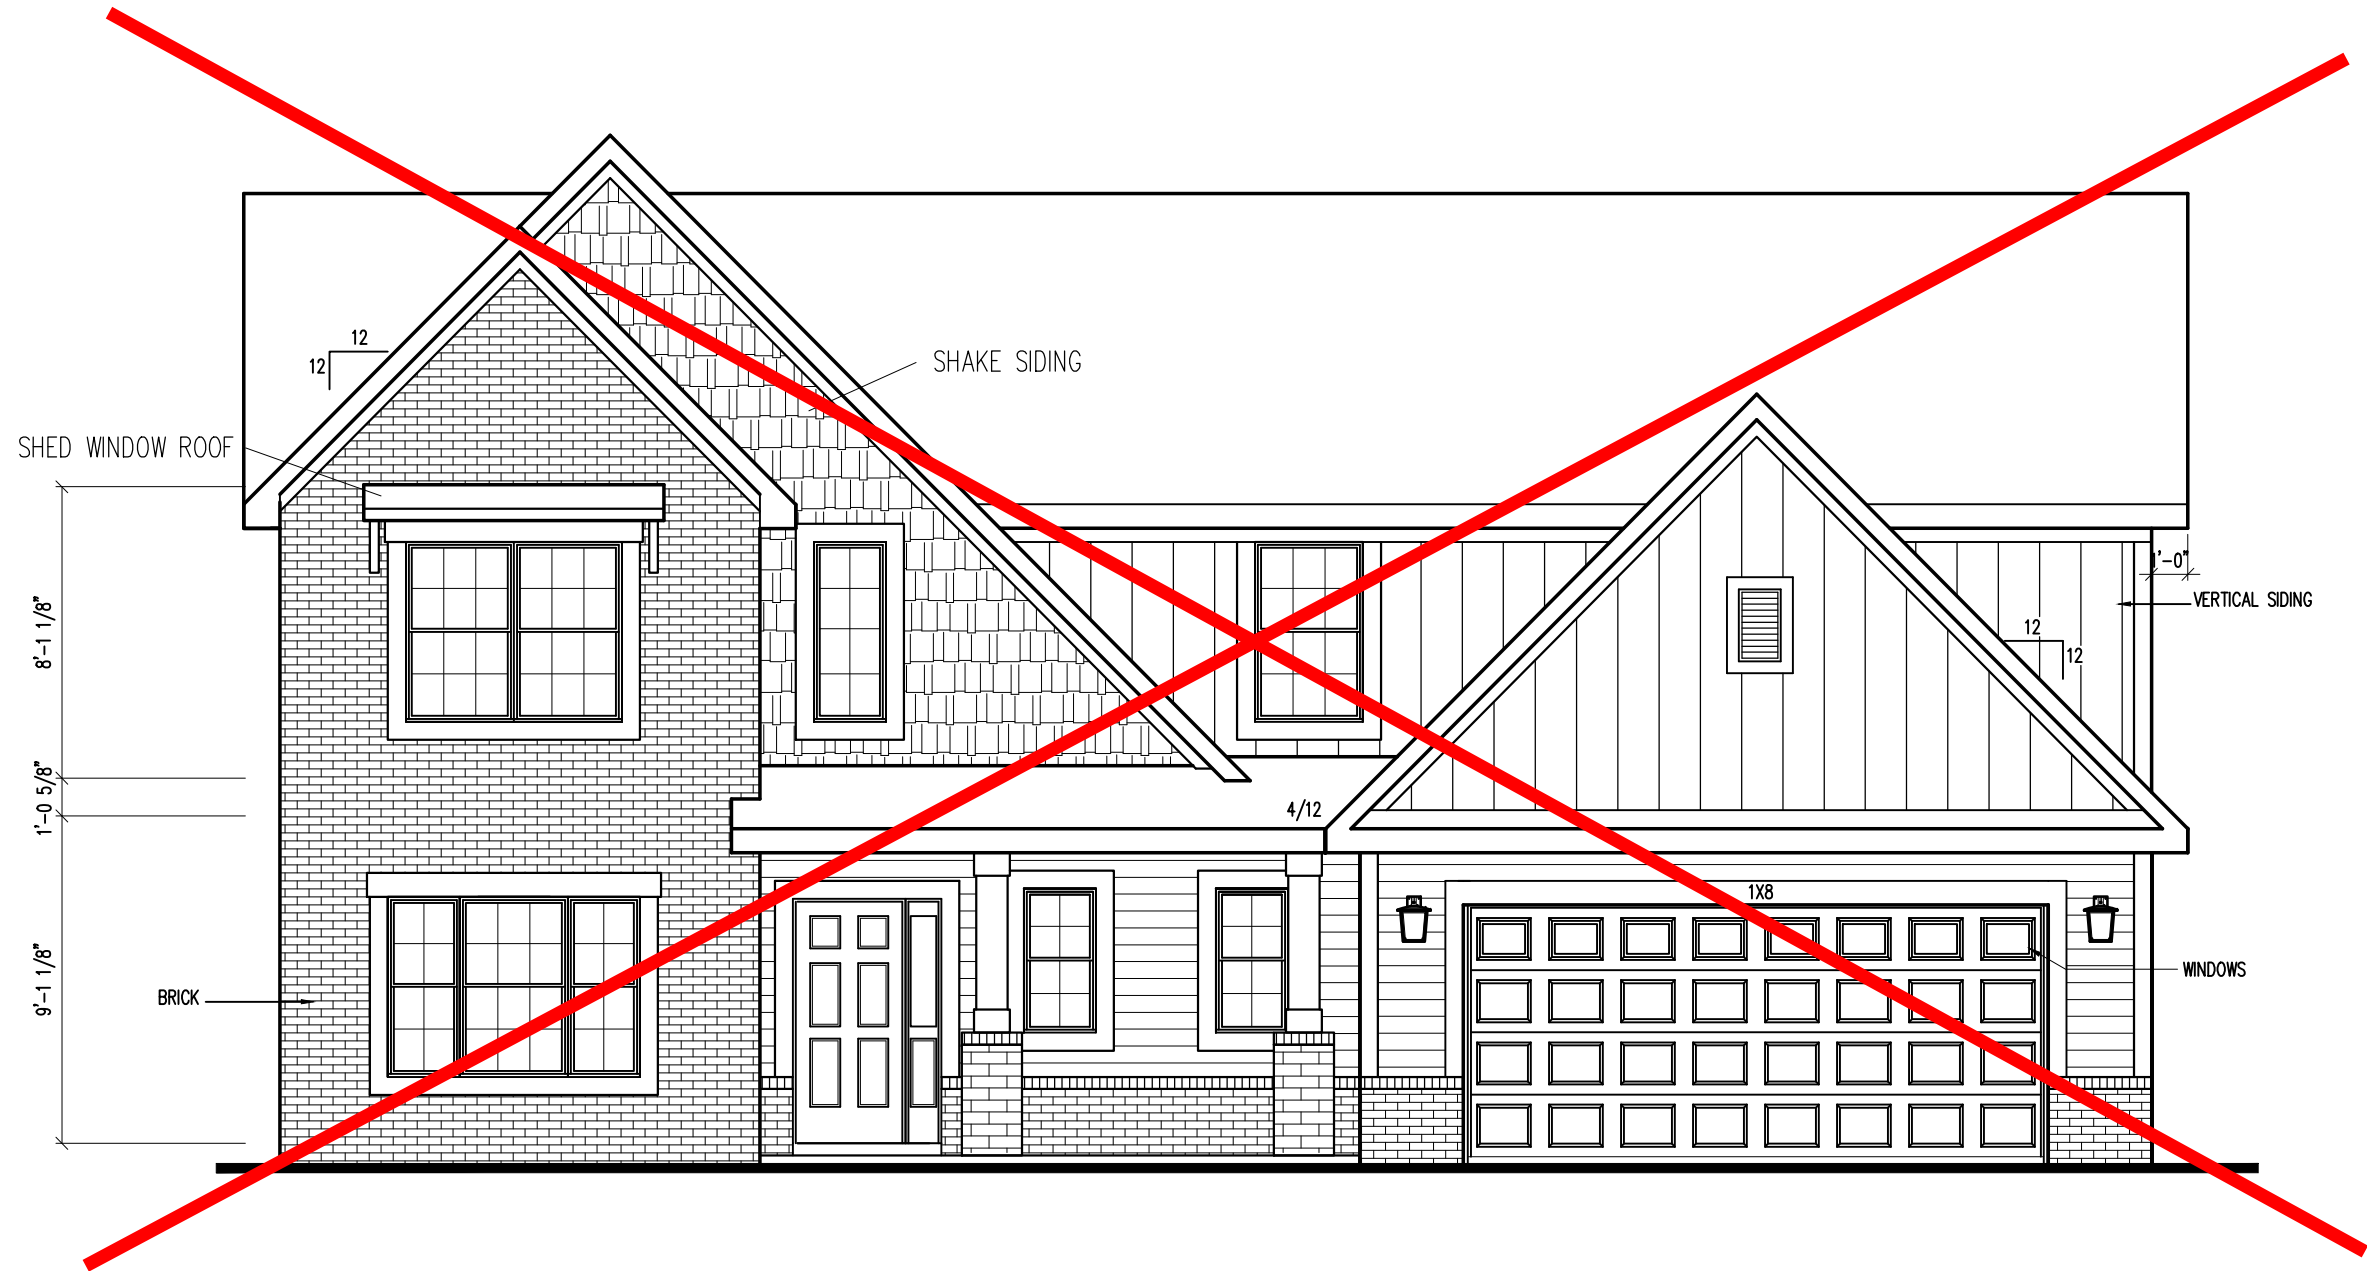 12
12
SHAKE SIDING
SHED WINDOW ROOF
1'-0"
8'-1 1/8"
VERTICAL SIDING
12
12
1'-0 5/8"
4/12
1X8
9'-1 1/8"
WINDOWS
BRICK